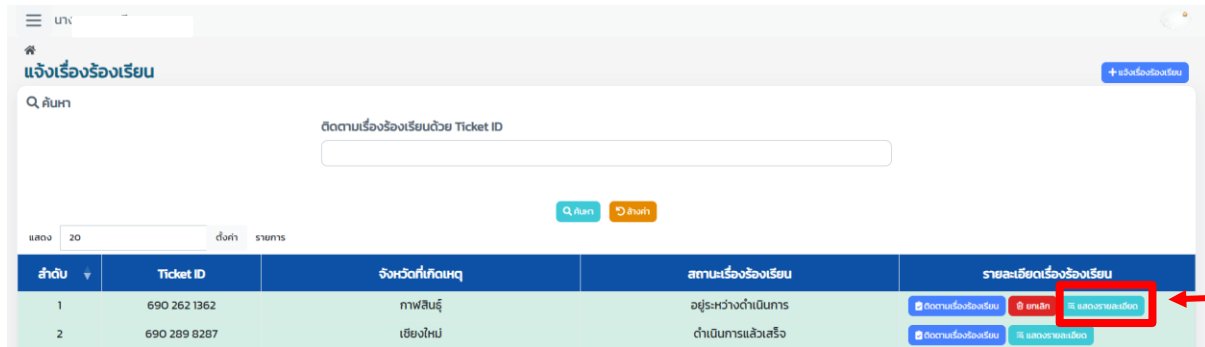 แจ้งเรื่องร้องเรียน
+ แจ้งเรื่องร้องเรียน
ค้นหา
ติดตามเรื่องร้องเรียนด้วย Ticket ID
ค้นหา ล้างค่า
แสดง 20 ตั้งค่า รายการ
ลำดับ Ticket ID จังหวัดที่เกิดเหตุ สถานะเรื่องร้องเรียน รายละเอียดเรื่องร้องเรียน
1 690 262 1362 กาฬสินธุ์ อยู่ระหว่างดำเนินการ ติดตามเรื่องร้องเรียน ยกเลิก แสดงรายละเอียด
2 690 289 8287 เชียงใหม่ ดำเนินการแล้วเสร็จ ติดตามเรื่องร้องเรียน แสดงรายละเอียด